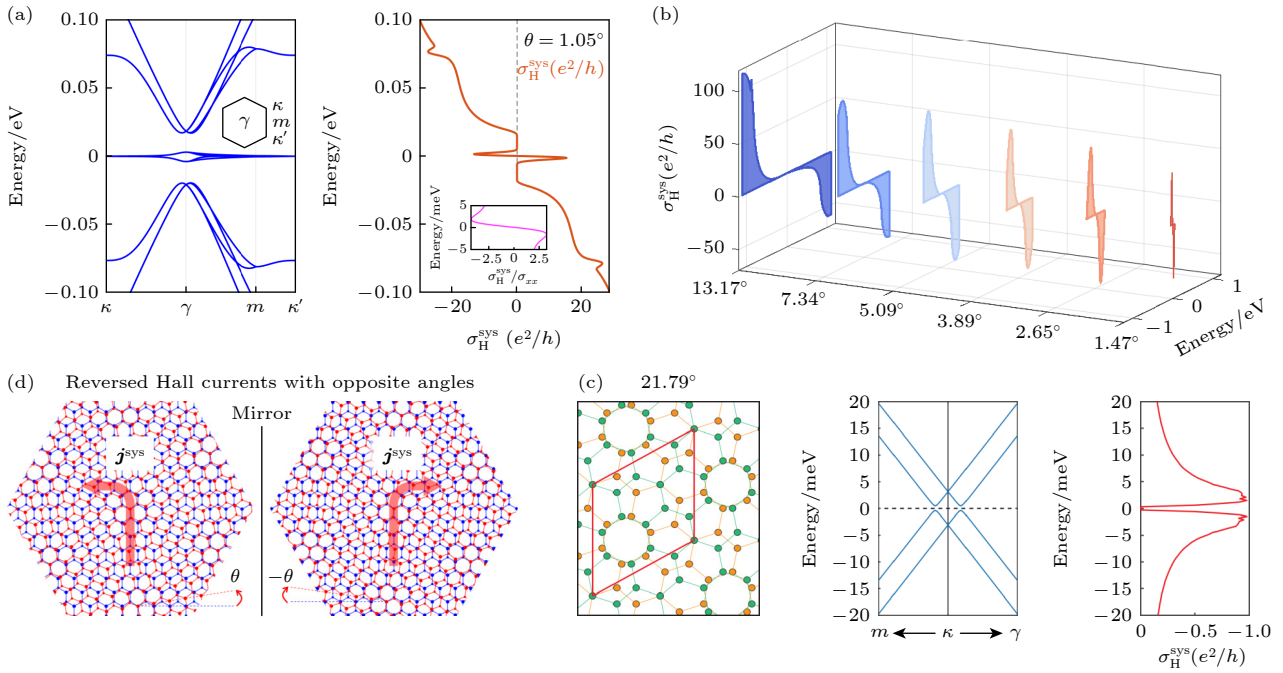 (a)
0.10
0.05
0
−0.05
−0.10
Energy/eV
κ
γ
m
κ′
γ
κ
m
κ′
0.10
0.05
0
−0.05
−0.10
Energy/eV
θ = 1.05°
σ_H^sys(e²/h)
5
0
−5
Energy/meV
−2.5
0
2.5
σ_H^sys/σ_xx
−20
0
20
σ_H^sys (e²/h)
(b)
100
50
0
−50
σ_H^sys(e²/h)
13.17°
7.34°
5.09°
3.89°
2.65°
1.47°
−1
0
1
Energy/eV
(d) Reversed Hall currents with opposite angles
Mirror
j^sys
j^sys
θ
−θ
(c)
21.79°
20
15
10
5
0
−5
−10
−15
−20
Energy/meV
m
κ
γ
20
15
10
5
0
−5
−10
−15
−20
Energy/meV
0
−0.5
−1.0
σ_H^sys(e²/h)